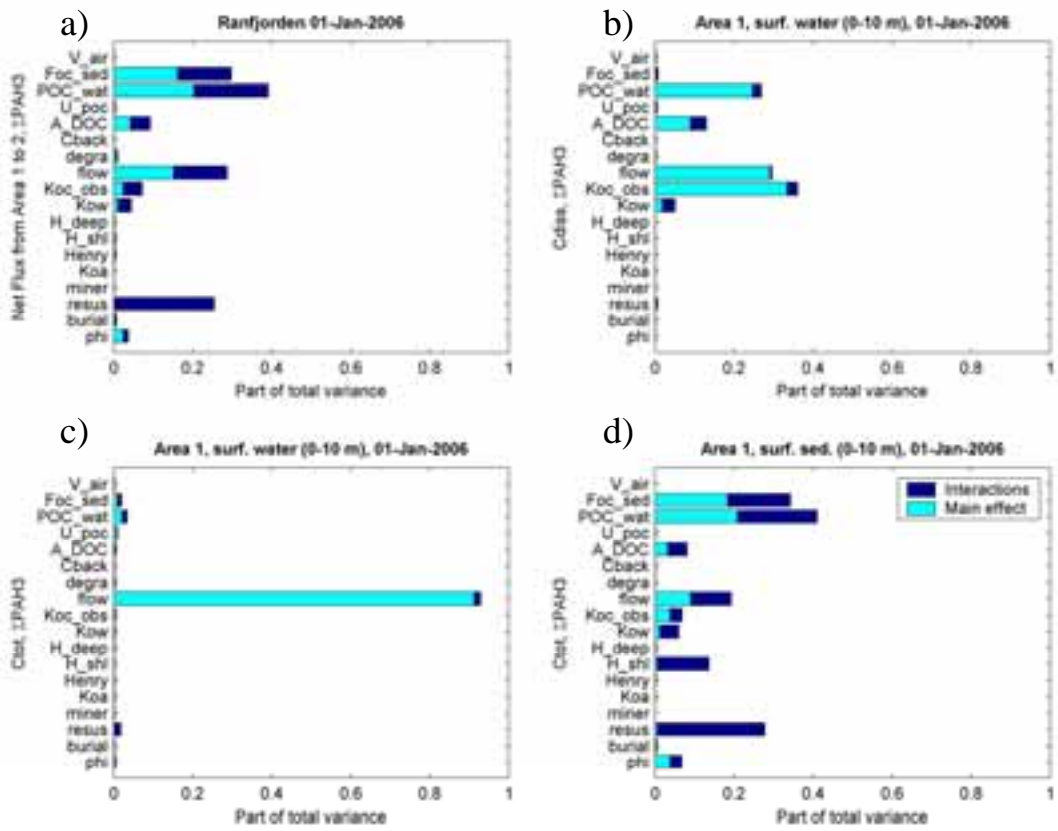 a)
Ranfjorden 01-Jan-2006
Net Flux from Area 1 to 2, ΣPAH3
V_air
Foc_sed
POC_wat
U_poc
A_DOC
Cback
degra
flow
Koc_obs
Kow
H_deep
H_shl
Henry
Koa
miner
resus
burial
phi
0 0.2 0.4 0.6 0.8 1
Part of total variance
b)
Area 1, surf. water (0-10 m), 01-Jan-2006
Cdiss, ΣPAH3
V_air
Foc_sed
POC_wat
U_poc
A_DOC
Cback
degra
flow
Koc_obs
Kow
H_deep
H_shl
Henry
Koa
miner
resus
burial
phi
0 0.2 0.4 0.6 0.8 1
Part of total variance
c)
Area 1, surf. water (0-10 m), 01-Jan-2006
Ctot, ΣPAH3
V_air
Foc_sed
POC_wat
U_poc
A_DOC
Cback
degra
flow
Koc_obs
Kow
H_deep
H_shl
Henry
Koa
miner
resus
burial
phi
0 0.2 0.4 0.6 0.8 1
Part of total variance
d)
Area 1, surf. sed. (0-10 m), 01-Jan-2006
Ctot, ΣPAH3
V_air
Foc_sed
POC_wat
U_poc
A_DOC
Cback
degra
flow
Koc_obs
Kow
H_deep
H_shl
Henry
Koa
miner
resus
burial
phi
Interactions
Main effect
0 0.2 0.4 0.6 0.8 1
Part of total variance